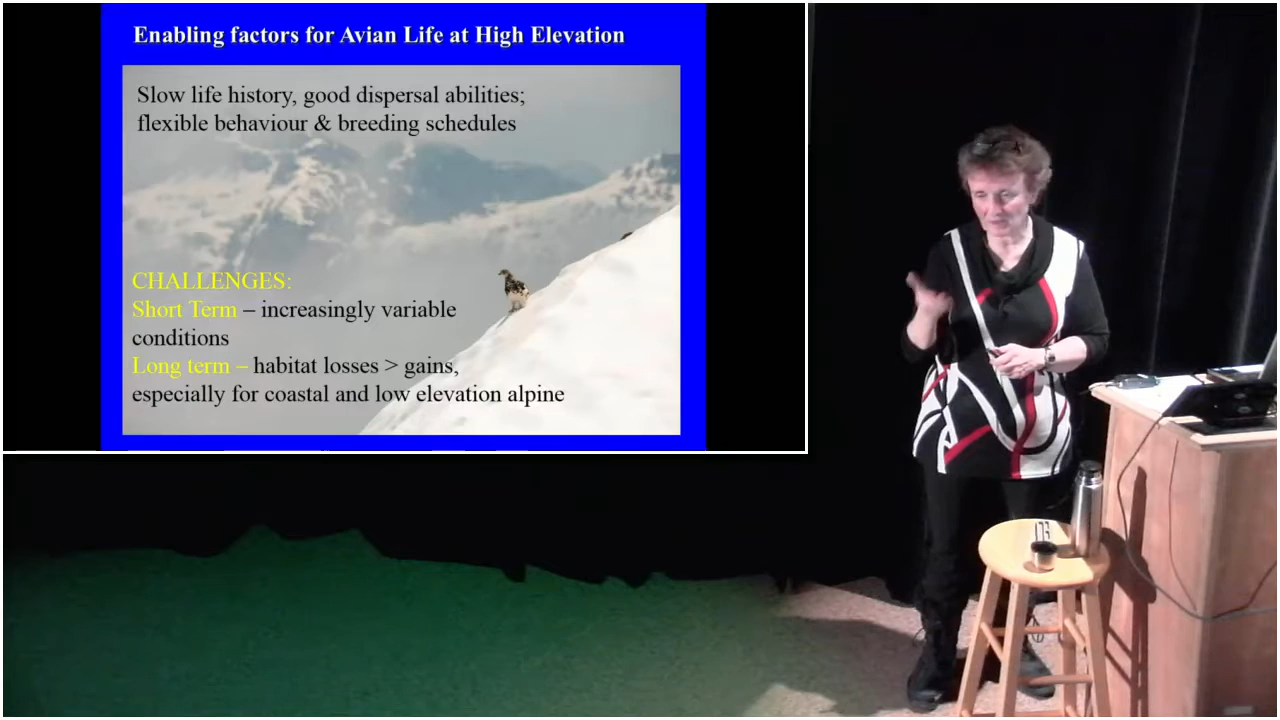 Enabling factors for Avian Life at High Elevation
Slow life history, good dispersal abilities;
flexible behaviour & breeding schedules
CHALLENGES:
Short Term – increasingly variable
conditions
Long term – habitat losses > gains,
especially for coastal and low elevation alpine